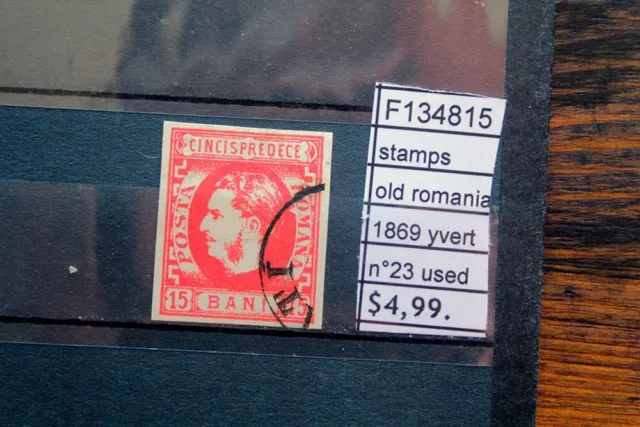 CINCISPREDECE
POSTA
ROMANA
15 BANI 15
F134815
stamps
old romania
1869 yvert
n°23 used
$4,99.